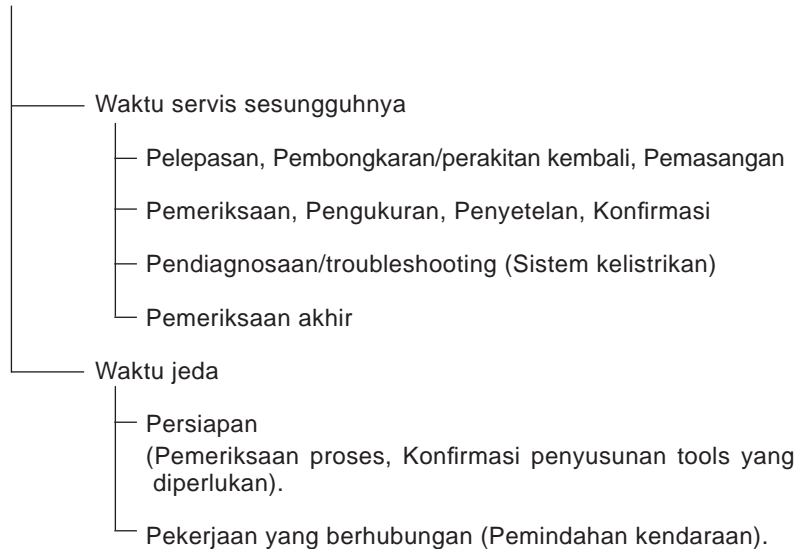 Waktu servis sesungguhnya
Pelepasan, Pembongkaran/perakitan kembali, Pemasangan
Pemeriksaan, Pengukuran, Penyetelan, Konfirmasi
Pendiagnosaan/troubleshooting (Sistem kelistrikan)
Pemeriksaan akhir
Waktu jeda
Persiapan
(Pemeriksaan proses, Konfirmasi penyusunan tools yang
diperlukan).
Pekerjaan yang berhubungan (Pemindahan kendaraan).